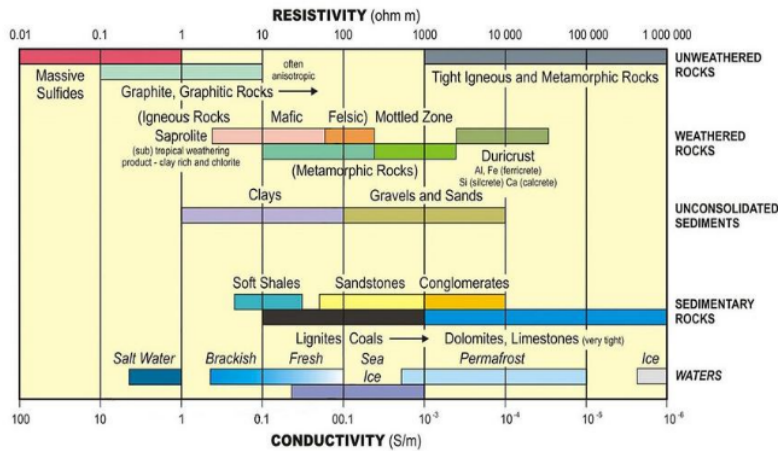 RESISTIVITY (ohm m)
0.01 0.1 1 10 100 1000 10 000 100 000 1 000 000
Massive
Sulfides
often
anisotropic
Graphite, Graphitic Rocks
Tight Igneous and Metamorphic Rocks
UNWEATHERED
ROCKS
(Igneous Rocks Mafic Felsic) Mottled Zone
Saprolite
(sub) tropical weathering
product - clay rich and chlorite
(Metamorphic Rocks)
Duricrust
Al, Fe (ferricrete)
Si (silcrete) Ca (calcrete)
WEATHERED
ROCKS
Clays Gravels and Sands
UNCONSOLIDATED
SEDIMENTS
Soft Shales Sandstones Conglomerates
SEDIMENTARY
ROCKS
Lignites Coals Dolomites, Limestones (very tight)
Salt Water Brackish Fresh Sea
Ice
Permafrost Ice
WATERS
100 10 1 0.1 00.1 10⁻³ 10⁻⁴ 10⁻⁵ 10⁻⁶
CONDUCTIVITY (S/m)